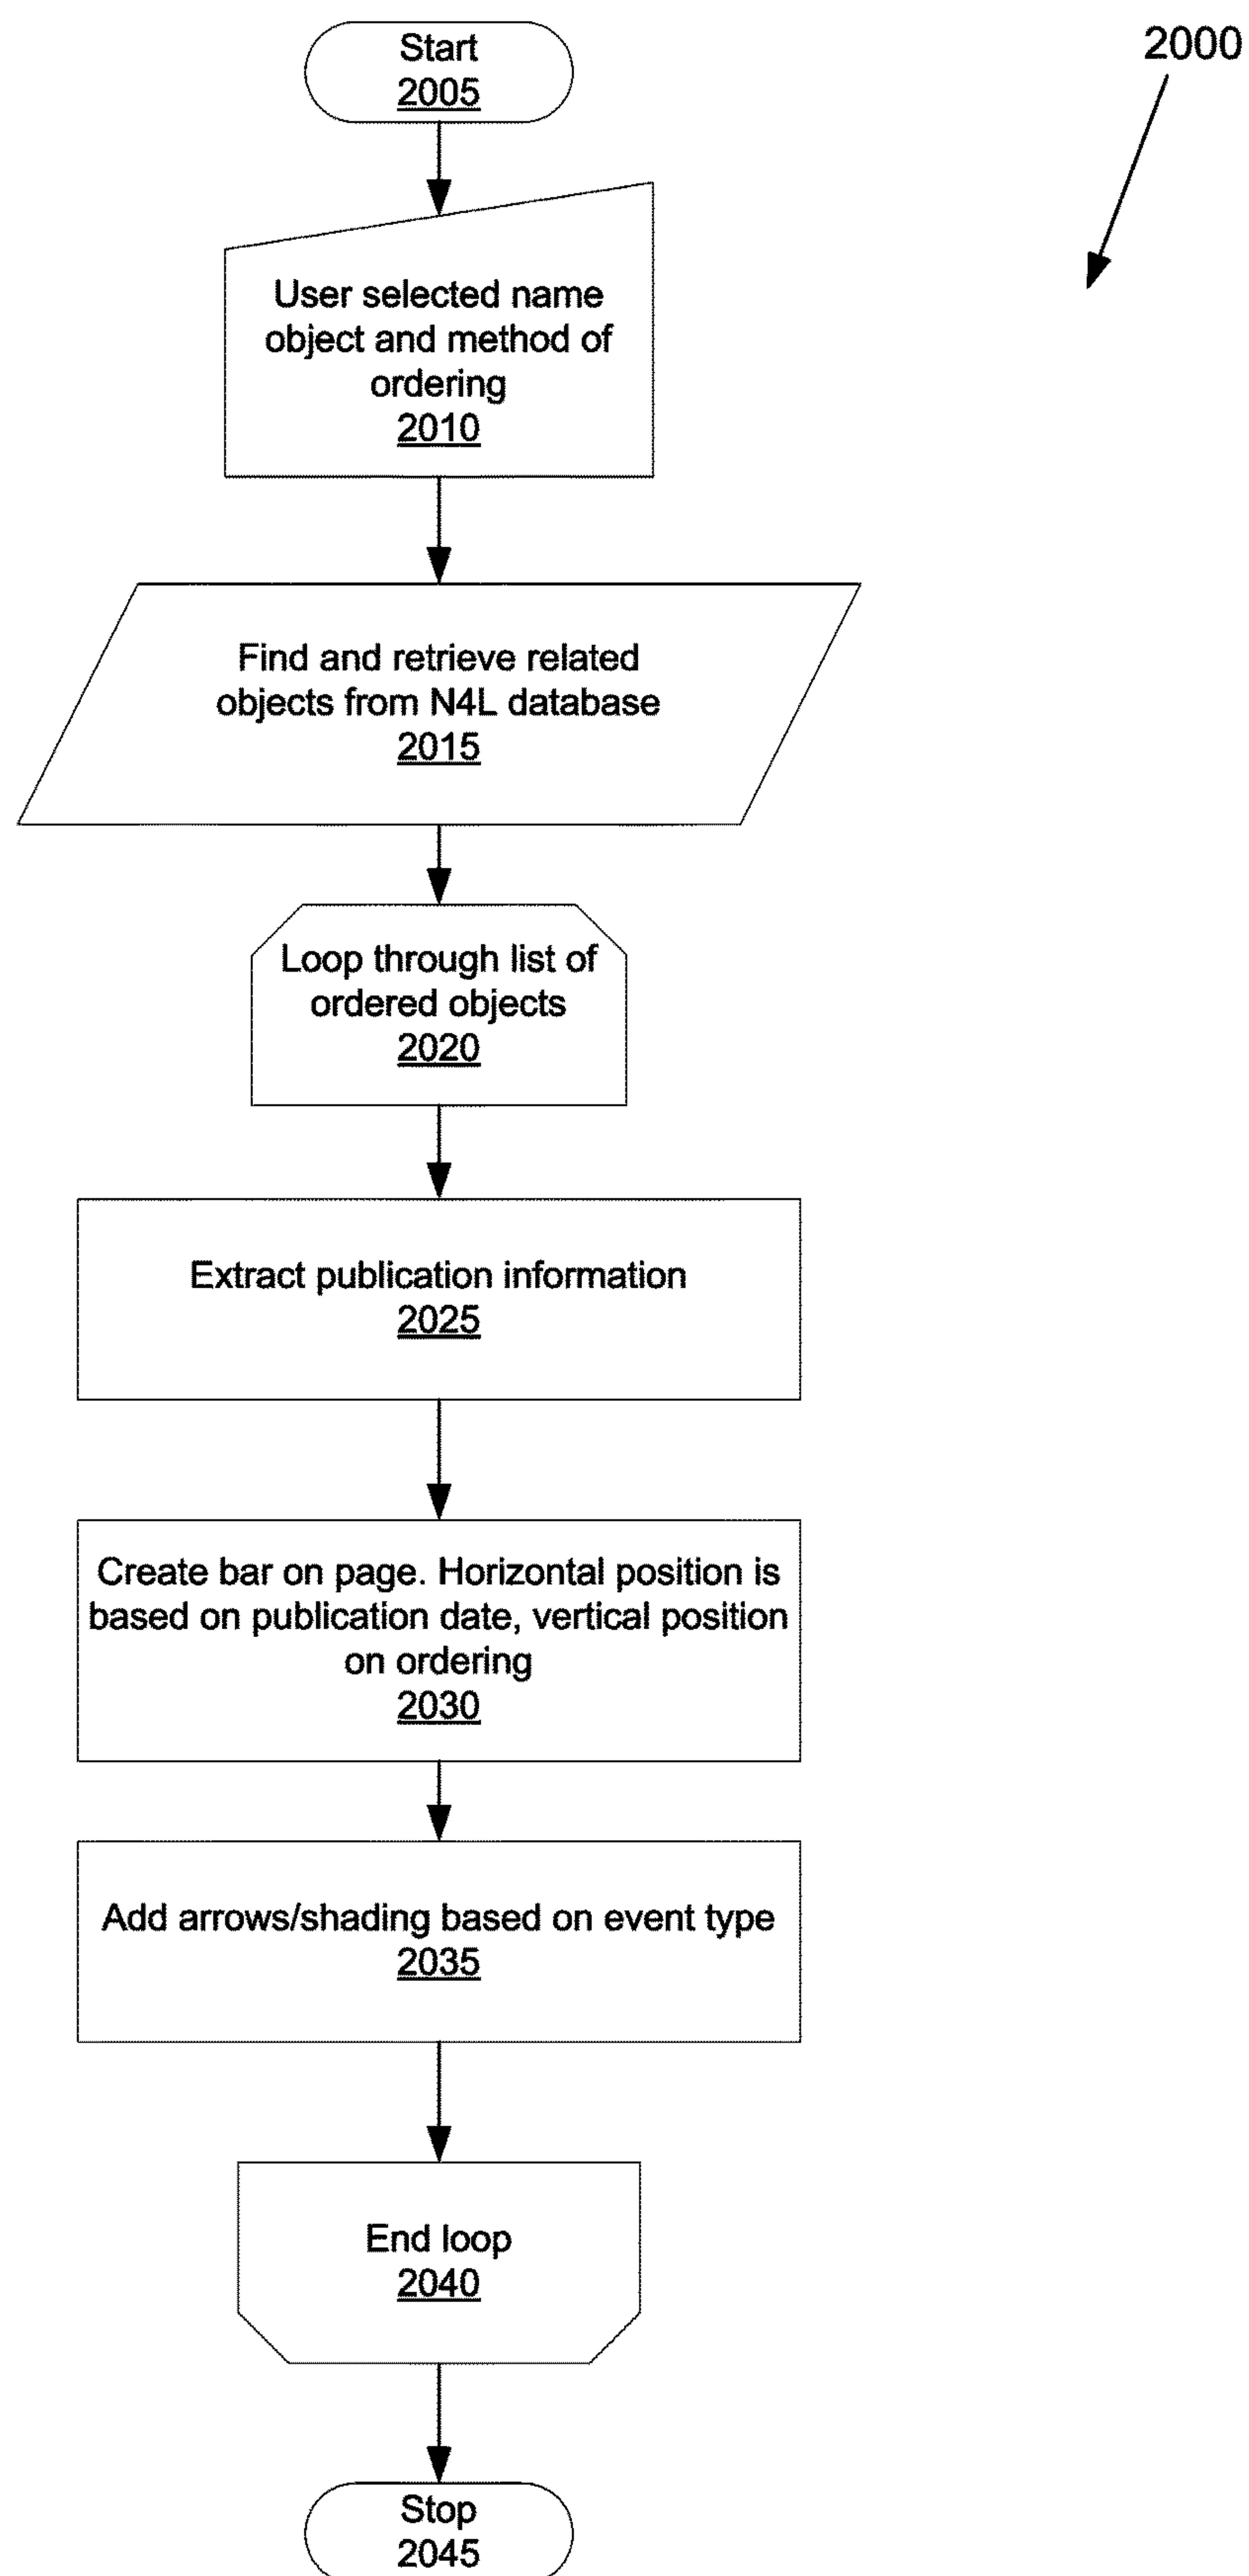 Start
2005
2000
User selected name
object and method of
ordering
2010
Find and retrieve related
objects from N4L database
2015
Loop through list of
ordered objects
2020
Extract publication information
2025
Create bar on page. Horizontal position is
based on publication date, vertical position
on ordering
2030
Add arrows/shading based on event type
2035
End loop
2040
Stop
2045